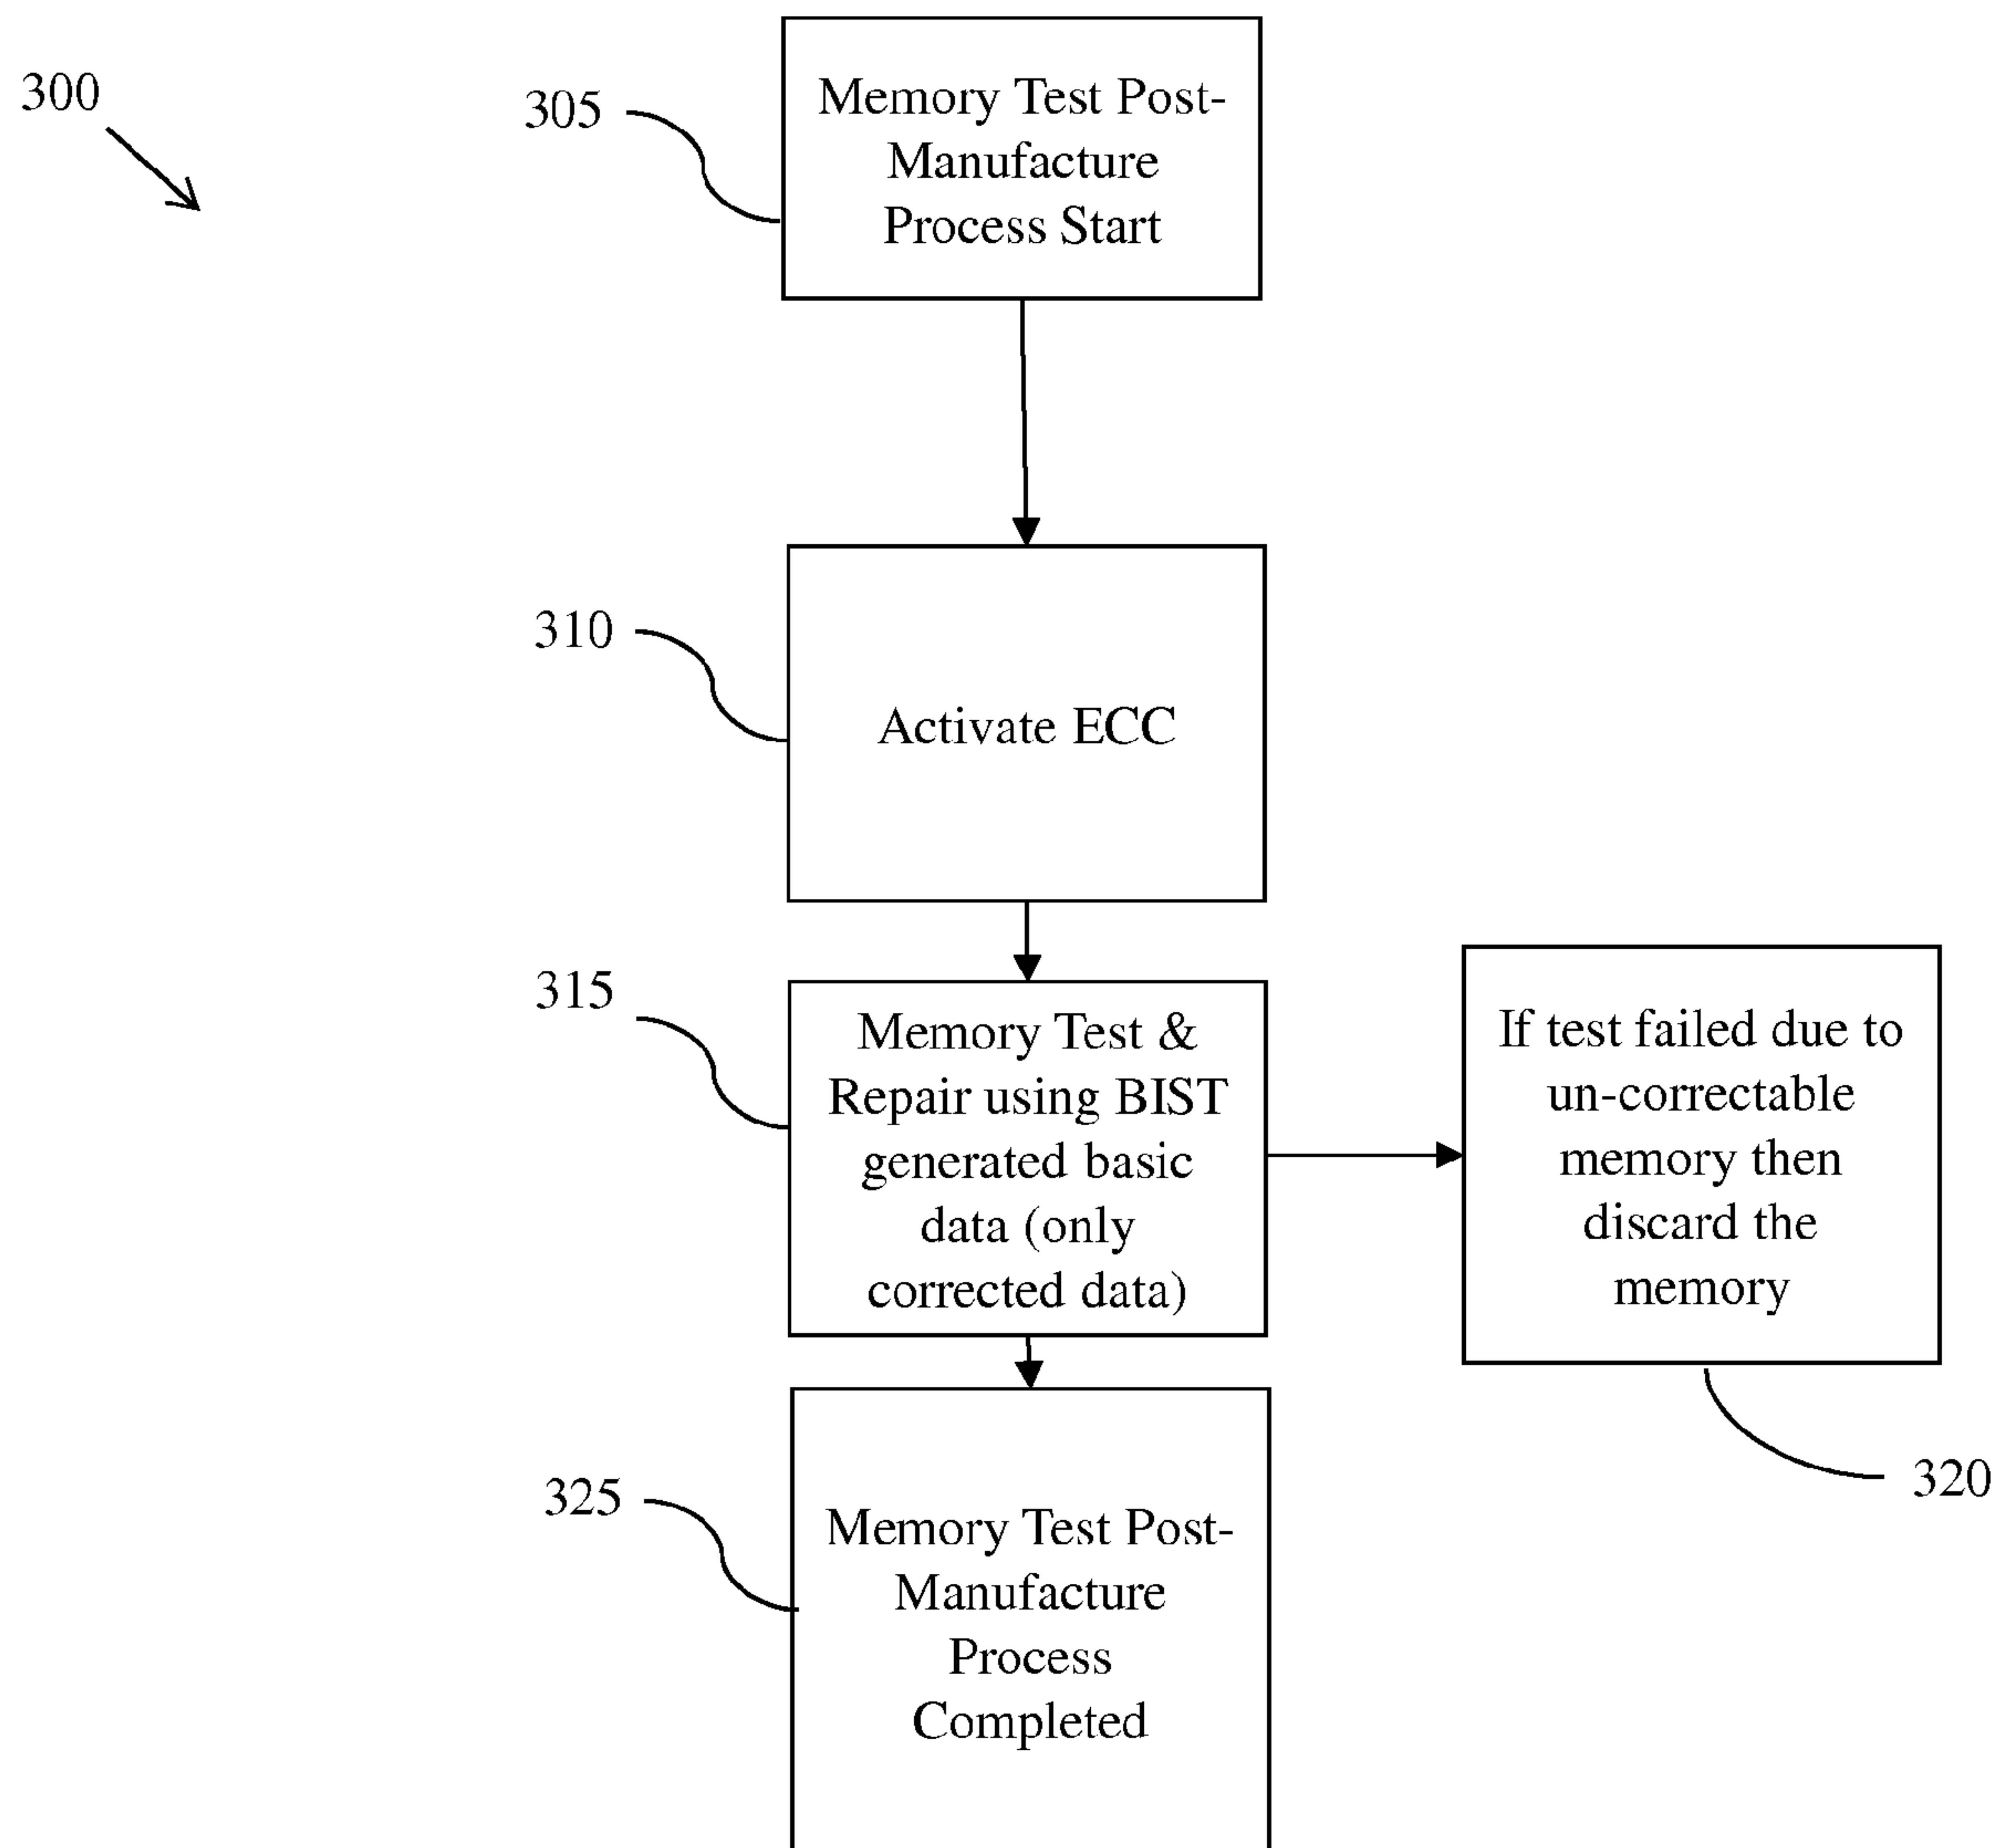 300
305
Memory Test Post-
Manufacture
Process Start
310
Activate ECC
315
Memory Test &
Repair using BIST
generated basic
data (only
corrected data)
If test failed due to
un-correctable
memory then
discard the
memory
320
325
Memory Test Post-
Manufacture
Process
Completed